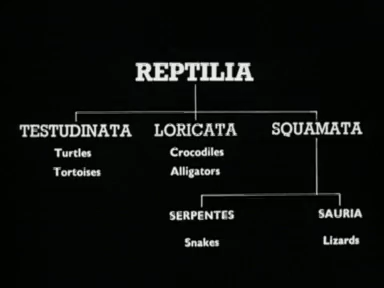 REPTILIA
TESTUDINATA LORICATA SQUAMATA
Turtles Crocodiles
Tortoises Alligators
SERPENTES SAURIA
Snakes Lizards